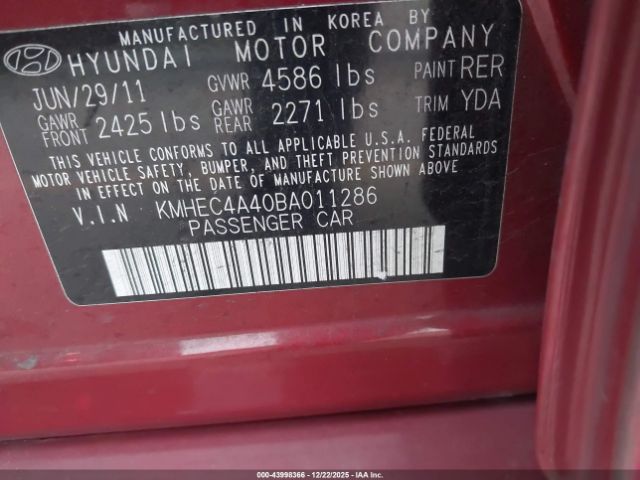 MANUFACTURED IN KOREA BY
HYUNDAI MOTOR COMPANY
JUN/29/11 GVWR 4586 lbs PAINT RER
GAWR FRONT 2425 lbs GAWR REAR 2271 lbs TRIM YDA
THIS VEHICLE CONFORMS TO ALL APPLICABLE U.S.A. FEDERAL
MOTOR VEHICLE SAFETY, BUMPER, AND THEFT PREVENTION STANDARDS
IN EFFECT ON THE DATE OF MANUFACTURE SHOWN ABOVE
V.I.N KMHEC4A40BA011286
PASSENGER CAR
000-43998366 • 12/22/2025 • IAAI.COM